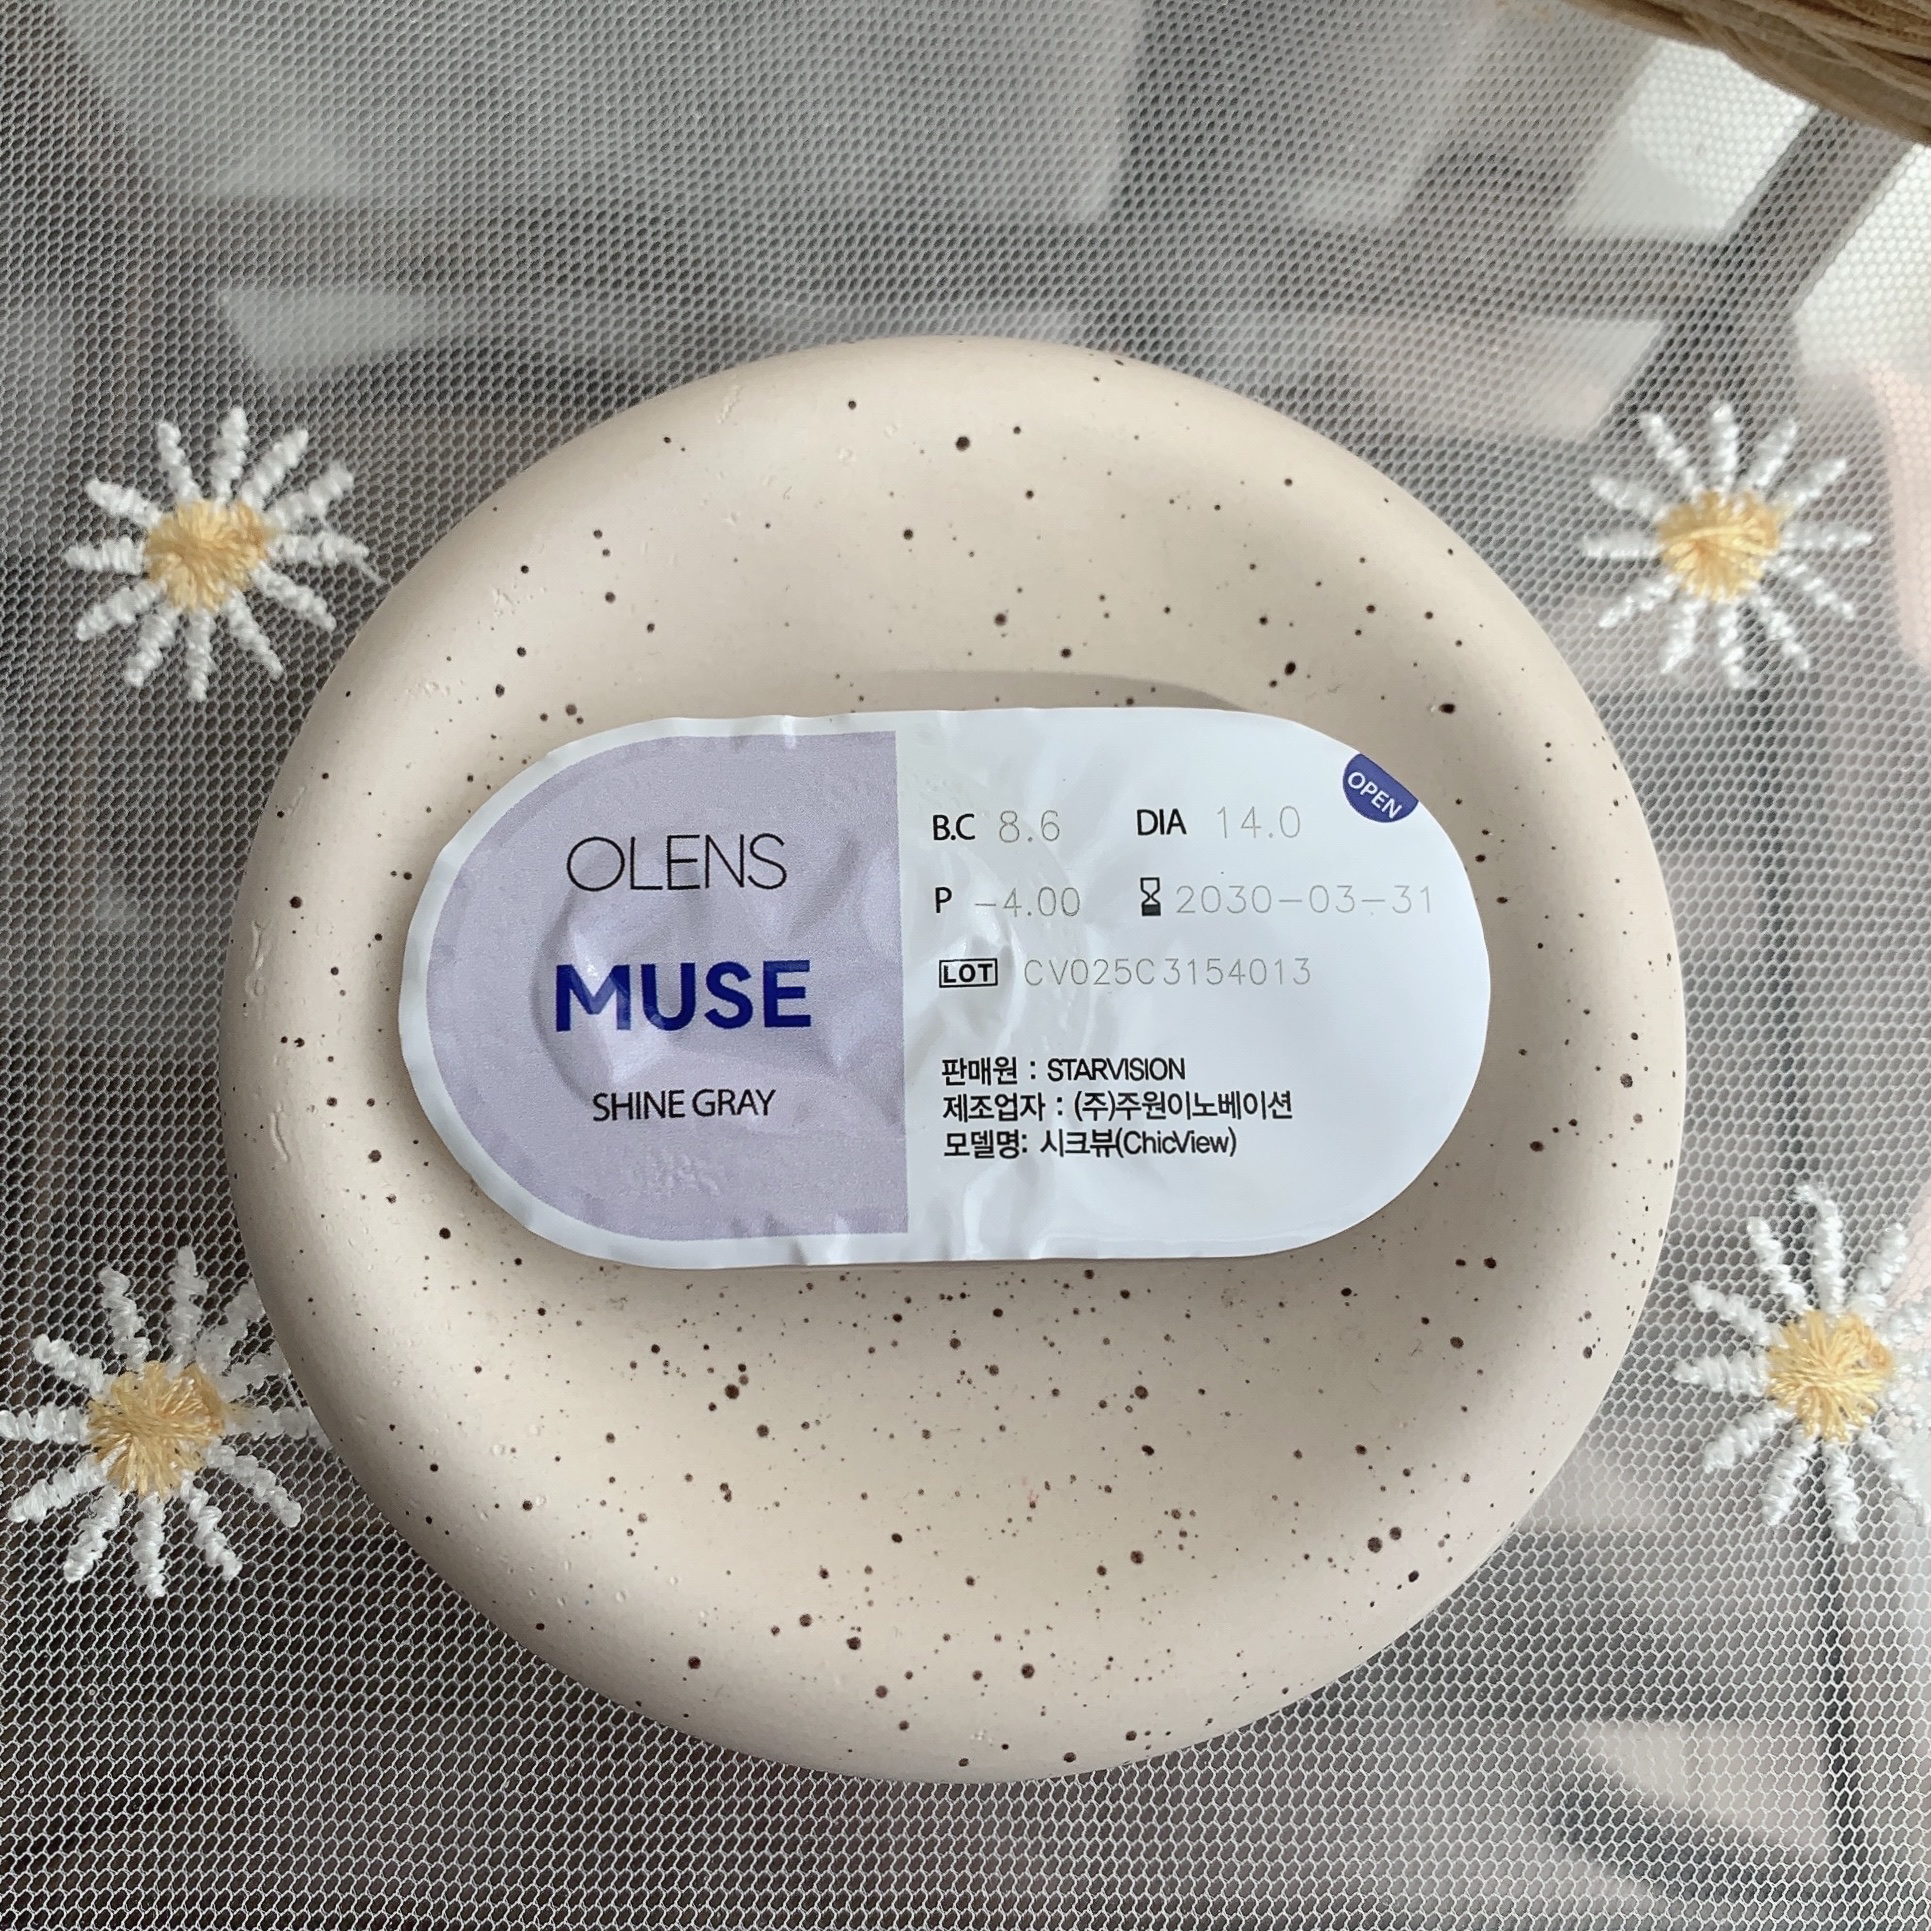 OLENS
MUSE
SHINE GRAY
OPEN
B.C 8.6 DIA 14.0
P -4.00 2030-03-31
LOT CV025C3154013
판매원 : STARVISION
제조업자 : (주)주원이노베이션
모델명: 시크뷰(ChicView)